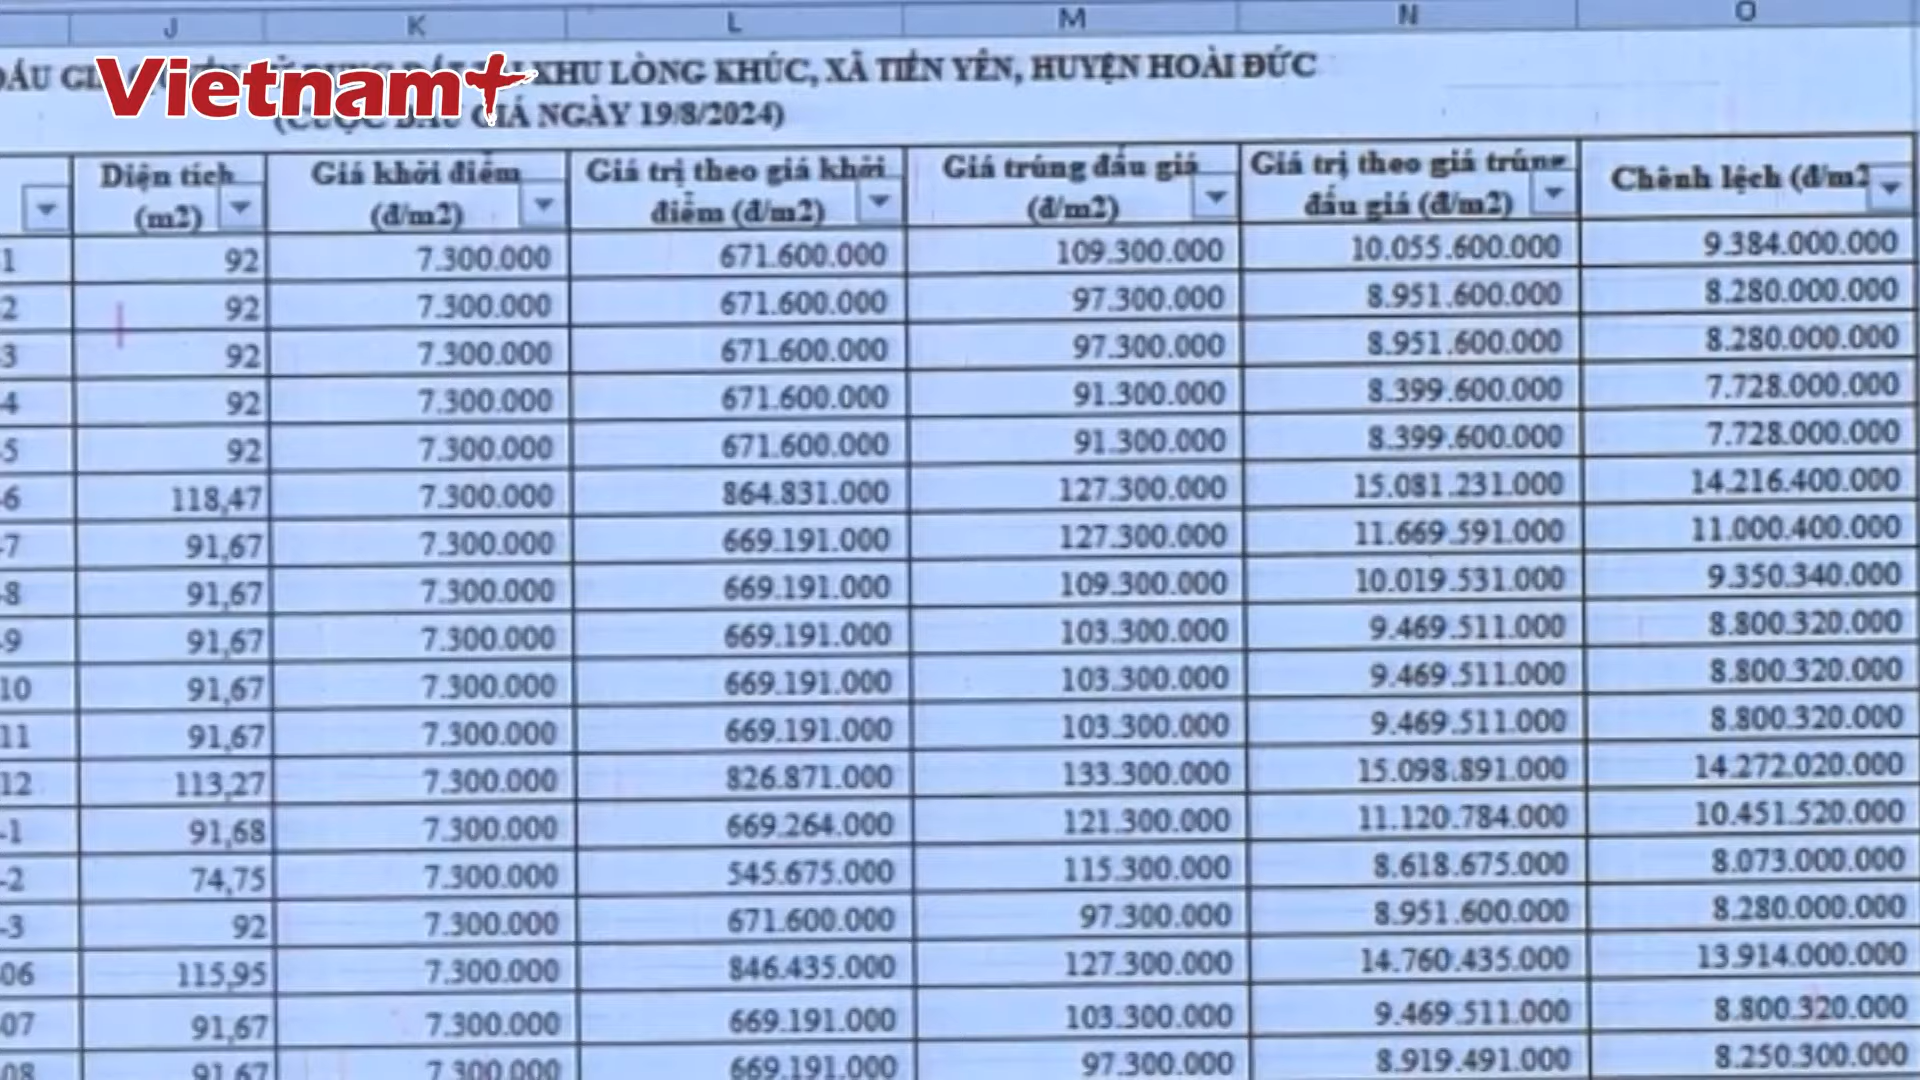 J K L M N O
KHU LÒNG KHÚC, XÃ TIỀN YÊN, HUYỆN HOÀI ĐỨC
Vietnam+
GIÁ NGÀY 19/8/2024)
Diện tích (m2) Giá khởi điểm (đ/m2) Giá trị theo giá khởi điểm (đ/m2) Giá trúng đấu giá (đ/m2) Giá trị theo giá trúng đấu giá (đ/m2) Chênh lệch (đ/m2
-1 92 7.300.000 671.600.000 109.300.000 10.055.600.000 9.384.000.000
-2 92 7.300.000 671.600.000 97.300.000 8.951.600.000 8.280.000.000
-3 92 7.300.000 671.600.000 97.300.000 8.951.600.000 8.280.000.000
-4 92 7.300.000 671.600.000 91.300.000 8.399.600.000 7.728.000.000
-5 92 7.300.000 671.600.000 91.300.000 8.399.600.000 7.728.000.000
-6 118,47 7.300.000 864.831.000 127.300.000 15.081.231.000 14.216.400.000
-7 91,67 7.300.000 669.191.000 127.300.000 11.669.591.000 11.000.400.000
-8 91,67 7.300.000 669.191.000 109.300.000 10.019.531.000 9.350.340.000
-9 91,67 7.300.000 669.191.000 103.300.000 9.469.511.000 8.800.320.000
10 91,67 7.300.000 669.191.000 103.300.000 9.469.511.000 8.800.320.000
11 91,67 7.300.000 669.191.000 103.300.000 9.469.511.000 8.800.320.000
12 113,27 7.300.000 826.871.000 133.300.000 15.098.891.000 14.272.020.000
-1 91,68 7.300.000 669.264.000 121.300.000 11.120.784.000 10.451.520.000
-2 74,75 7.300.000 545.675.000 115.300.000 8.618.675.000 8.073.000.000
-3 92 7.300.000 671.600.000 97.300.000 8.951.600.000 8.280.000.000
06 115,95 7.300.000 846.435.000 127.300.000 14.760.435.000 13.914.000.000
07 91,67 7.300.000 669.191.000 103.300.000 9.469.511.000 8.800.320.000
08 91,67 7.300.000 669.191.000 97.300.000 8.919.491.000 8.250.300.000